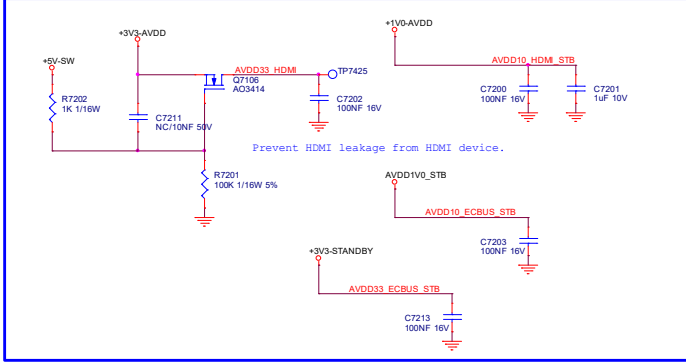 +1V0-AVDD
+3V3-AVDD
+5V-SW
AVDD10_HDMI_STB
AVDD33_HDMI
TP7425
Q7106
AO3414
C7200
100NF 16V
C7201
1uF 10V
R7202
1K 1/16W
C7202
100NF 16V
C7211
NC/10NF 50V
Prevent HDMI leakage from HDMI device.
R7201
100K 1/16W 5%
AVDD1V0_STB
AVDD10_ECBUS_STB
C7203
100NF 16V
+3V3-STANDBY
AVDD33_ECBUS_STB
C7213
100NF 16V